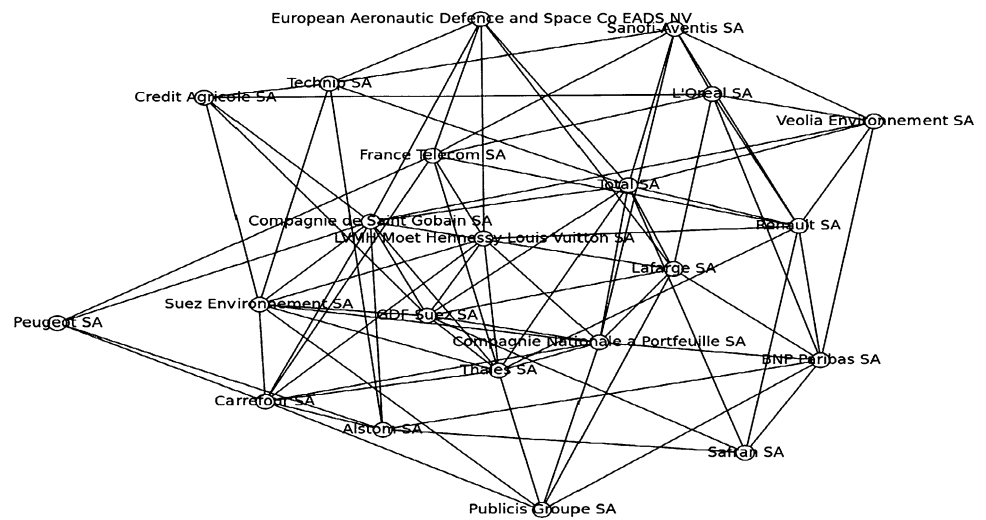 European Aeronautic Defence and Space Co EADS NV
Sanofi-Aventis SA
Technip SA
Credit Agricole SA
L'Oreal SA
Veolia Environnement SA
France Telecom SA
Total SA
Compagnie de Saint Gobain SA
Renault SA
LVMH Moet Hennessy Louis Vuitton SA
Lafarge SA
Suez Environnement SA
GDF Suez SA
Peugeot SA
Compagnie Nationale a Portfeuille SA
BNP Paribas SA
Thales SA
Carrefour SA
Alstom SA
Safran SA
Publicis Groupe SA